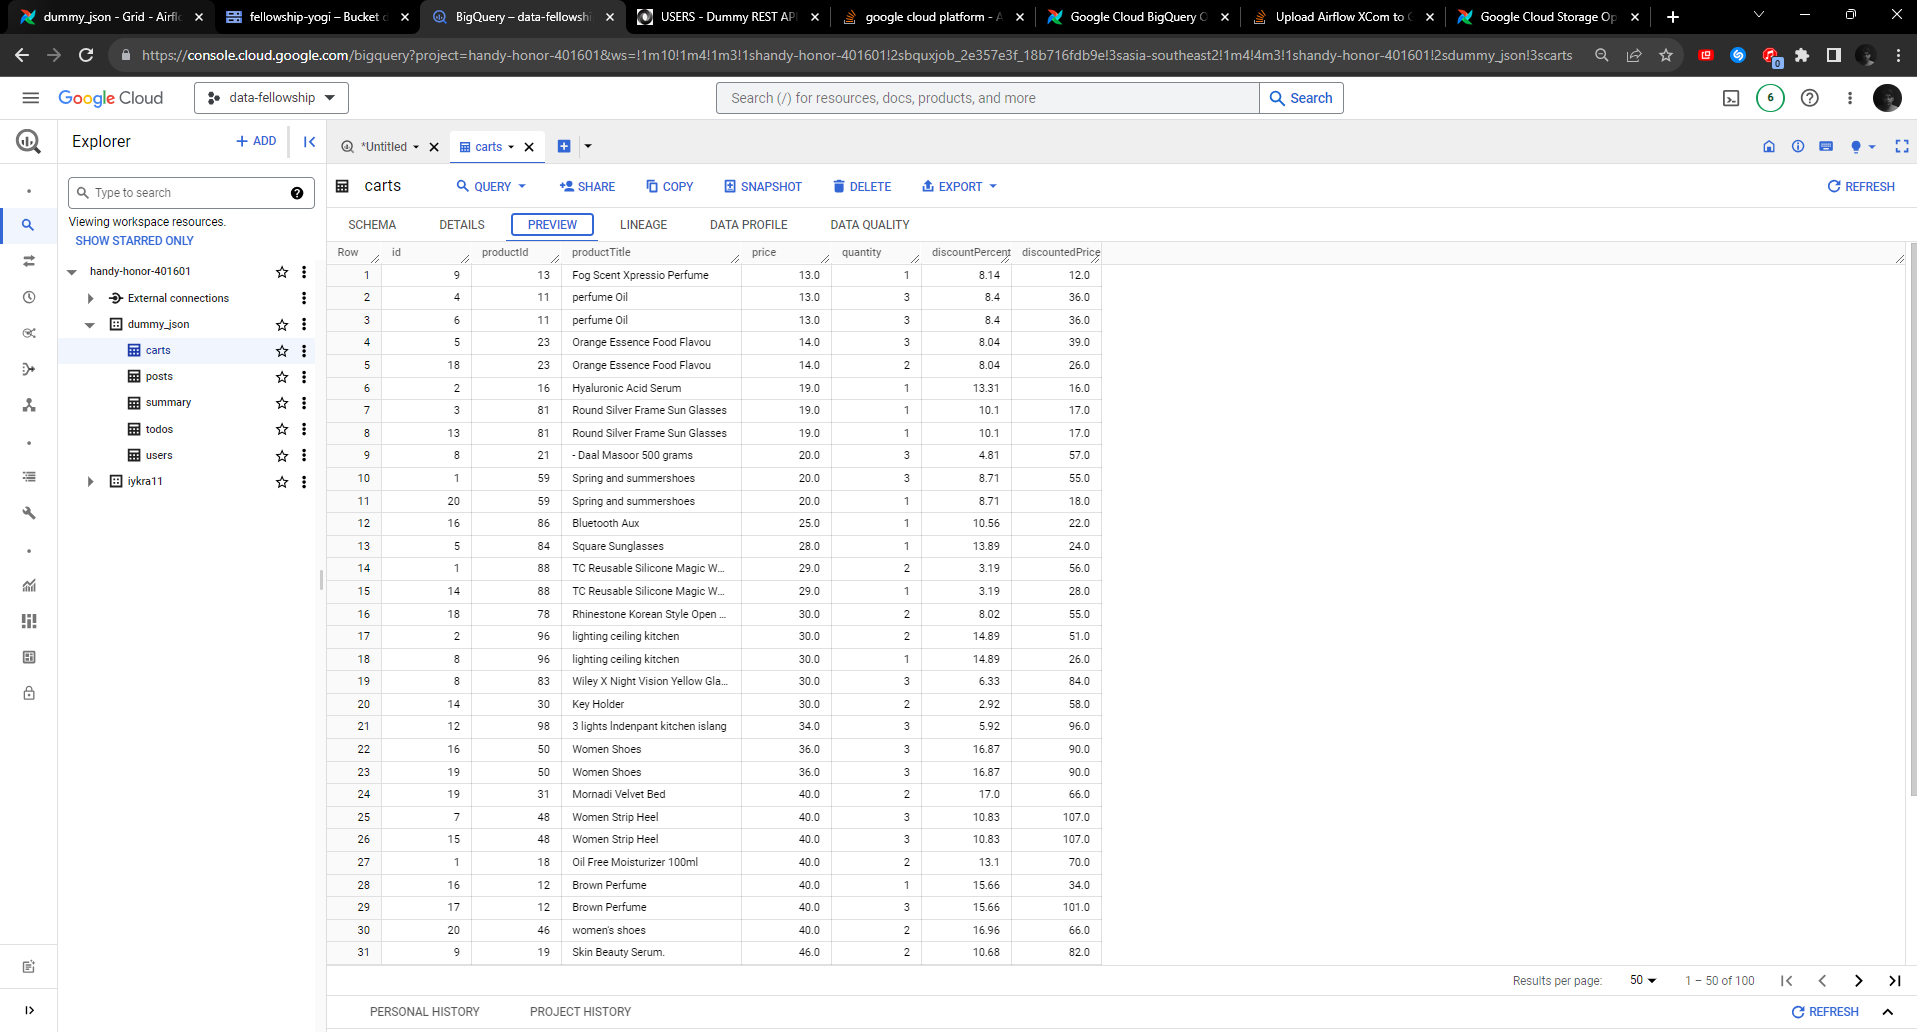 dummy_json - Grid - Airfl
fellowship-yogi – Bucket d
BigQuery – data-fellowshi
USERS - Dummy REST API
google cloud platform - A
Google Cloud BigQuery O
Upload Airflow XCom to G
Google Cloud Storage Op
https://console.cloud.google.com/bigquery?project=handy-honor-401601&ws=!1m10!1m4!1m3!1shandy-honor-401601!2sbquxjob_2e357e3f_18b716fdb9e!3sasia-southeast2!1m4!4m3!1shandy-honor-401601!2sdummy_json!3scarts
0
Google Cloud
data-fellowship
Search (/) for resources, docs, products, and more
Search
6
Explorer
+ ADD
*Untitled
carts
Type to search
Viewing workspace resources.
SHOW STARRED ONLY
handy-honor-401601
External connections
dummy_json
carts
posts
summary
todos
users
iykra11
carts
QUERY
SHARE
COPY
SNAPSHOT
DELETE
EXPORT
REFRESH
SCHEMA DETAILS PREVIEW LINEAGE DATA PROFILE DATA QUALITY
Row id productId productTitle price quantity discountPercent discountedPrice
1 9 13 Fog Scent Xpressio Perfume 13.0 1 8.14 12.0
2 4 11 perfume Oil 13.0 3 8.4 36.0
3 6 11 perfume Oil 13.0 3 8.4 36.0
4 5 23 Orange Essence Food Flavou 14.0 3 8.04 39.0
5 18 23 Orange Essence Food Flavou 14.0 2 8.04 26.0
6 2 16 Hyaluronic Acid Serum 19.0 1 13.31 16.0
7 3 81 Round Silver Frame Sun Glasses 19.0 1 10.1 17.0
8 13 81 Round Silver Frame Sun Glasses 19.0 1 10.1 17.0
9 8 21 - Daal Masoor 500 grams 20.0 3 4.81 57.0
10 1 59 Spring and summershoes 20.0 3 8.71 55.0
11 20 59 Spring and summershoes 20.0 1 8.71 18.0
12 16 86 Bluetooth Aux 25.0 1 10.56 22.0
13 5 84 Square Sunglasses 28.0 1 13.89 24.0
14 1 88 TC Reusable Silicone Magic W... 29.0 2 3.19 56.0
15 14 88 TC Reusable Silicone Magic W... 29.0 1 3.19 28.0
16 18 78 Rhinestone Korean Style Open ... 30.0 2 8.02 55.0
17 2 96 lighting ceiling kitchen 30.0 2 14.89 51.0
18 8 96 lighting ceiling kitchen 30.0 1 14.89 26.0
19 8 83 Wiley X Night Vision Yellow Gla... 30.0 3 6.33 84.0
20 14 30 Key Holder 30.0 2 2.92 58.0
21 12 98 3 lights lndenpant kitchen islang 34.0 3 5.92 96.0
22 16 50 Women Shoes 36.0 3 16.87 90.0
23 19 50 Women Shoes 36.0 3 16.87 90.0
24 19 31 Mornadi Velvet Bed 40.0 2 17.0 66.0
25 7 48 Women Strip Heel 40.0 3 10.83 107.0
26 15 48 Women Strip Heel 40.0 3 10.83 107.0
27 1 18 Oil Free Moisturizer 100ml 40.0 2 13.1 70.0
28 16 12 Brown Perfume 40.0 1 15.66 34.0
29 17 12 Brown Perfume 40.0 3 15.66 101.0
30 20 46 women's shoes 40.0 2 16.96 66.0
31 9 19 Skin Beauty Serum. 46.0 2 10.68 82.0
Results per page: 50 1 – 50 of 100
PERSONAL HISTORY PROJECT HISTORY
REFRESH